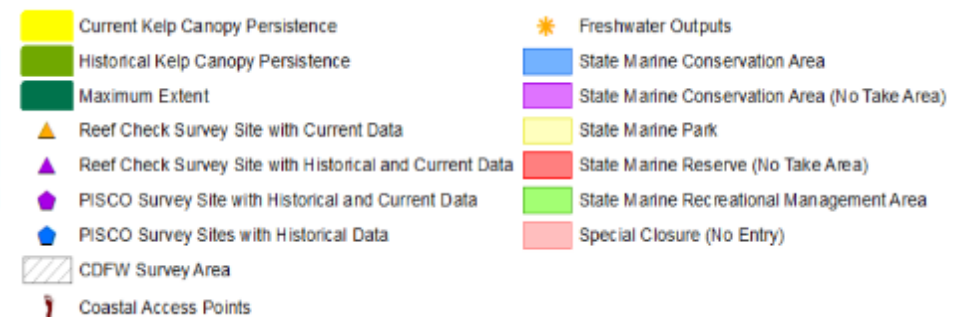 Current Kelp Canopy Persistence
Historical Kelp Canopy Persistence
Maximum Extent
Reef Check Survey Site with Current Data
Reef Check Survey Site with Historical and Current Data
PISCO Survey Site with Historical and Current Data
PISCO Survey Sites with Historical Data
CDFW Survey Area
Coastal Access Points
Freshwater Outputs
State Marine Conservation Area
State Marine Conservation Area (No Take Area)
State Marine Park
State Marine Reserve (No Take Area)
State Marine Recreational Management Area
Special Closure (No Entry)